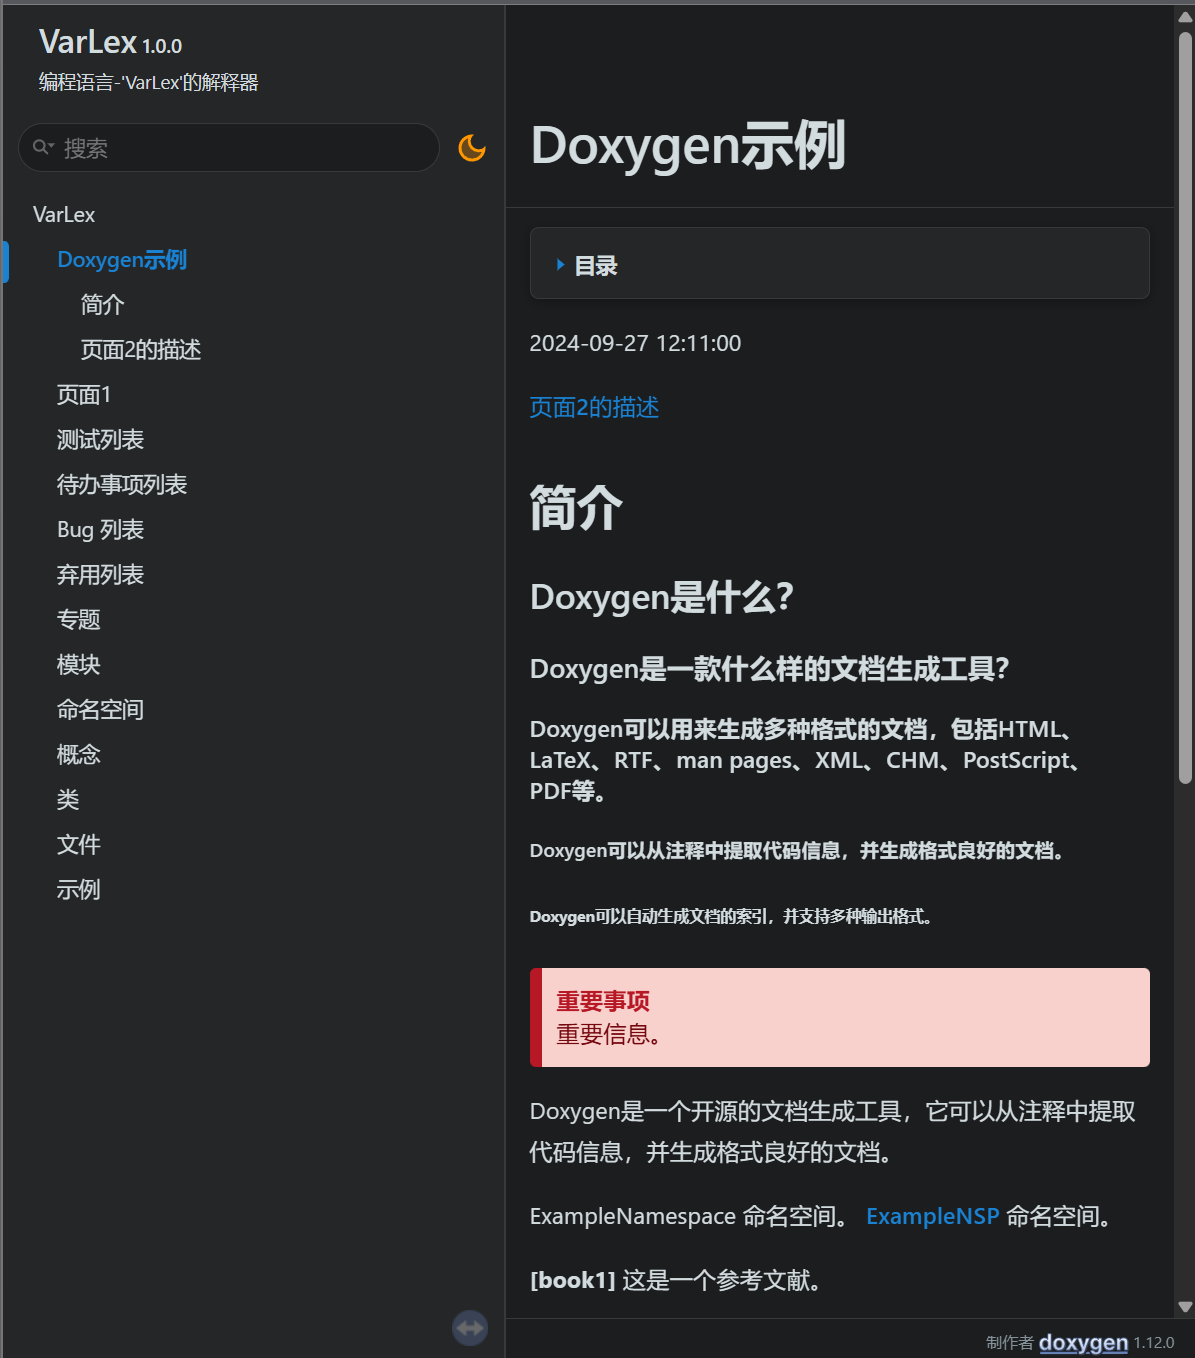 VarLex 1.0.0
编程语言-'VarLex'的解释器
搜索
VarLex
Doxygen示例
简介
页面2的描述
页面1
测试列表
待办事项列表
Bug 列表
弃用列表
专题
模块
命名空间
概念
类
文件
示例
Doxygen示例
目录
2024-09-27 12:11:00
页面2的描述
简介
Doxygen是什么？
Doxygen是一款什么样的文档生成工具？
Doxygen可以用来生成多种格式的文档，包括HTML、
LaTeX、RTF、man pages、XML、CHM、PostScript、
PDF等。
Doxygen可以从注释中提取代码信息，并生成格式良好的文档。
Doxygen可以自动生成文档的索引，并支持多种输出格式。
重要事项
重要信息。
Doxygen是一个开源的文档生成工具，它可以从注释中提取
代码信息，并生成格式良好的文档。
ExampleNamespace 命名空间。 ExampleNSP 命名空间。
[book1] 这是一个参考文献。
制作者 doxygen 1.12.0